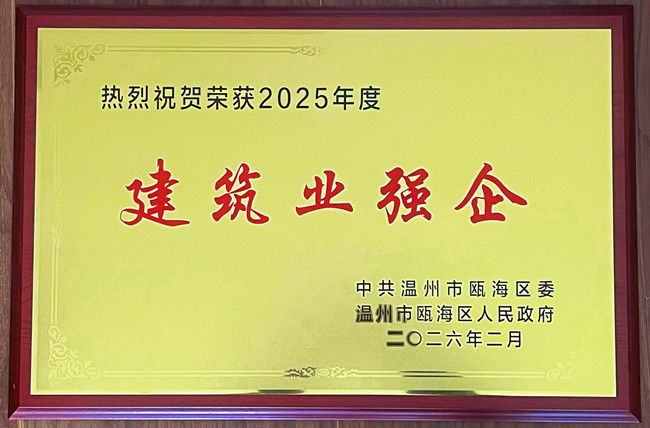 热烈祝贺荣获2025年度
建筑业强企
中共温州市瓯海区委
温州市瓯海区人民政府
二〇二六年二月